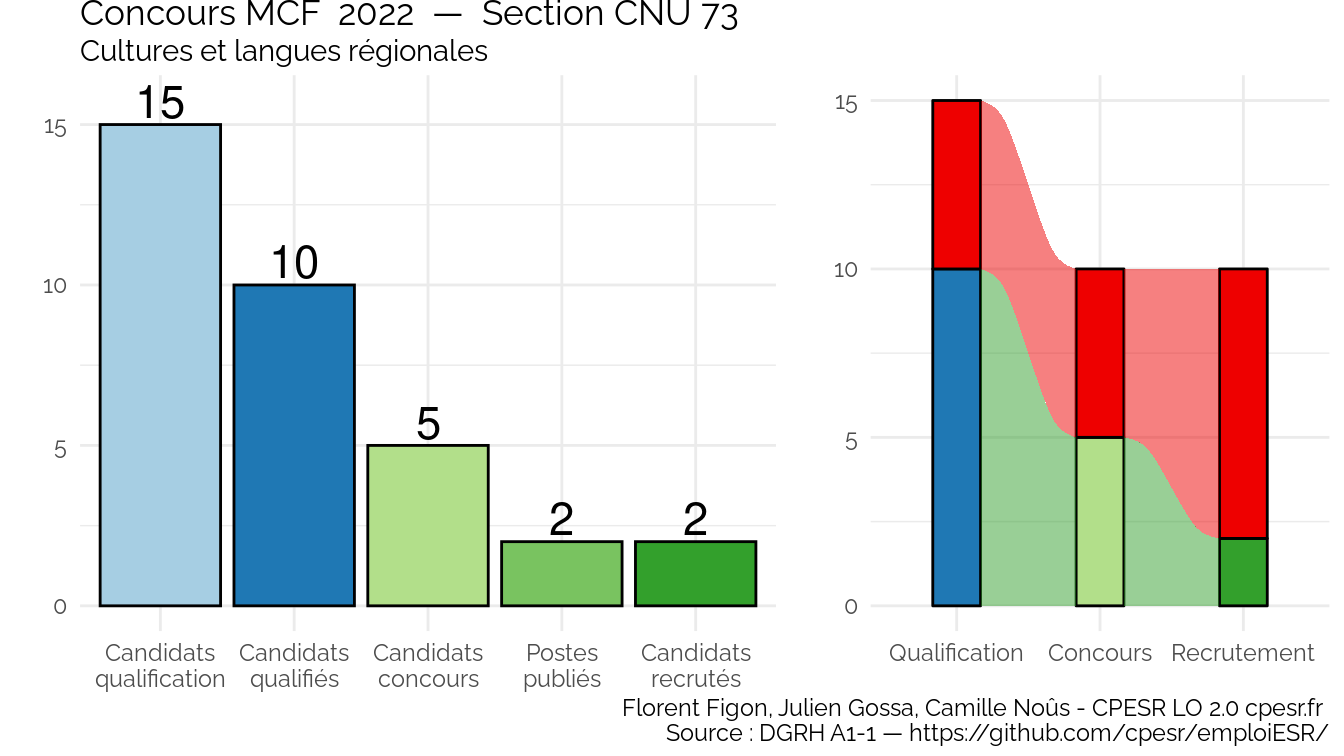 Concours MCF 2022 — Section CNU 73
Cultures et langues régionales
15
10
5
2
2
15
10
5
0
Candidats qualification
Candidats qualifiés
Candidats concours
Postes publiés
Candidats recrutés
15
10
5
0
Qualification
Concours
Recrutement
Florent Figon, Julien Gossa, Camille Noûs - CPESR LO 2.0 cpesr.fr
Source : DGRH A1-1 — https://github.com/cpesr/emploiESR/